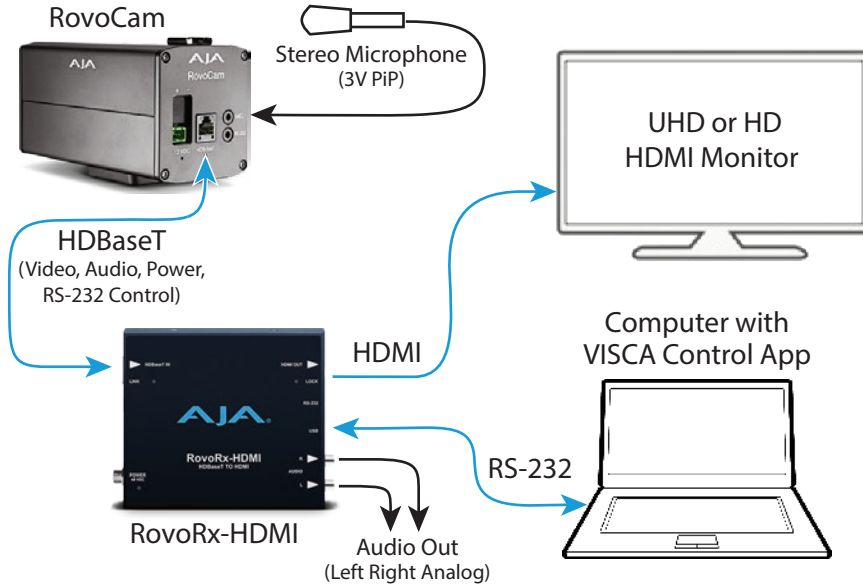 RovoCam
AJA
AJA
RovoCam
HDBaseT
Stereo Microphone
(3V PiP)
UHD or HD
HDMI Monitor
HDBaseT
(Video, Audio, Power,
RS-232 Control)
HDBaseT IN
LINK
HDMI OUT
LOCK
RS-232
USB
AJA
RovoRx-HDMI
HDBaseT TO HDMI
POWER
R
AUDIO
L
RovoRx-HDMI
HDMI
RS-232
Audio Out
(Left Right Analog)
Computer with
VISCA Control App